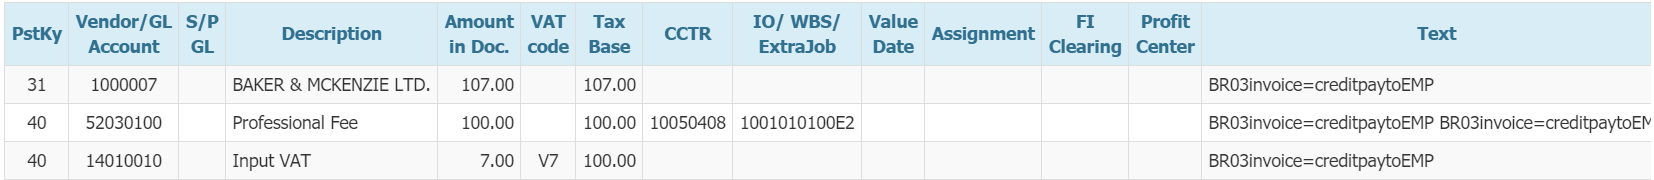 PstKy Vendor/GL Account S/P GL Description Amount in Doc. VAT code Tax Base CCTR IO/ WBS/ ExtraJob Value Date Assignment FI Clearing Profit Center Text
31 1000007 BAKER & MCKENZIE LTD. 107.00 107.00 BR03invoice=creditpaytoEMP
40 52030100 Professional Fee 100.00 100.00 10050408 1001010100E2 BR03invoice=creditpaytoEMP BR03invoice=creditpaytoEM
40 14010010 Input VAT 7.00 V7 100.00 BR03invoice=creditpaytoEMP